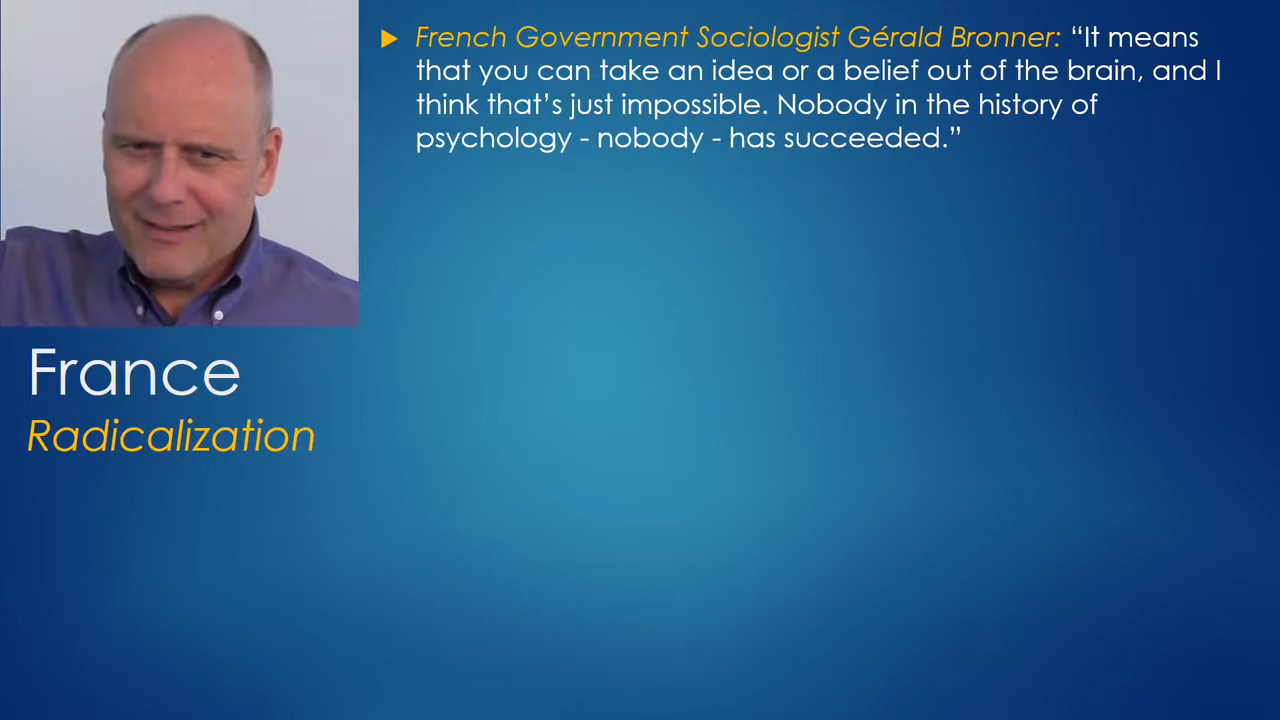 French Government Sociologist Gérald Bronner: “It means
that you can take an idea or a belief out of the brain, and I
think that’s just impossible. Nobody in the history of
psychology - nobody - has succeeded.”
France
Radicalization